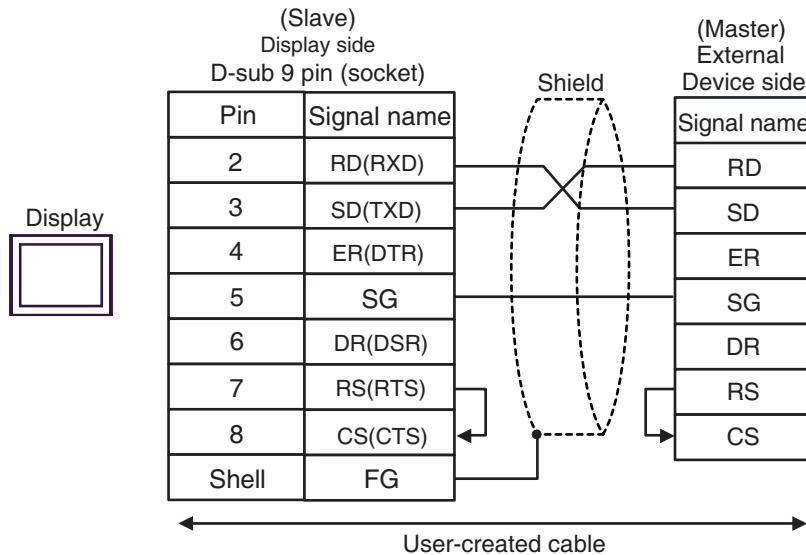 (Slave)
Display side
D-sub 9 pin (socket)
(Master)
External
Device side
Shield
Pin Signal name
Signal name
2 RD(RXD) RD
3 SD(TXD) SD
4 ER(DTR) ER
5 SG SG
6 DR(DSR) DR
7 RS(RTS) RS
8 CS(CTS) CS
Shell FG
Display
User-created cable